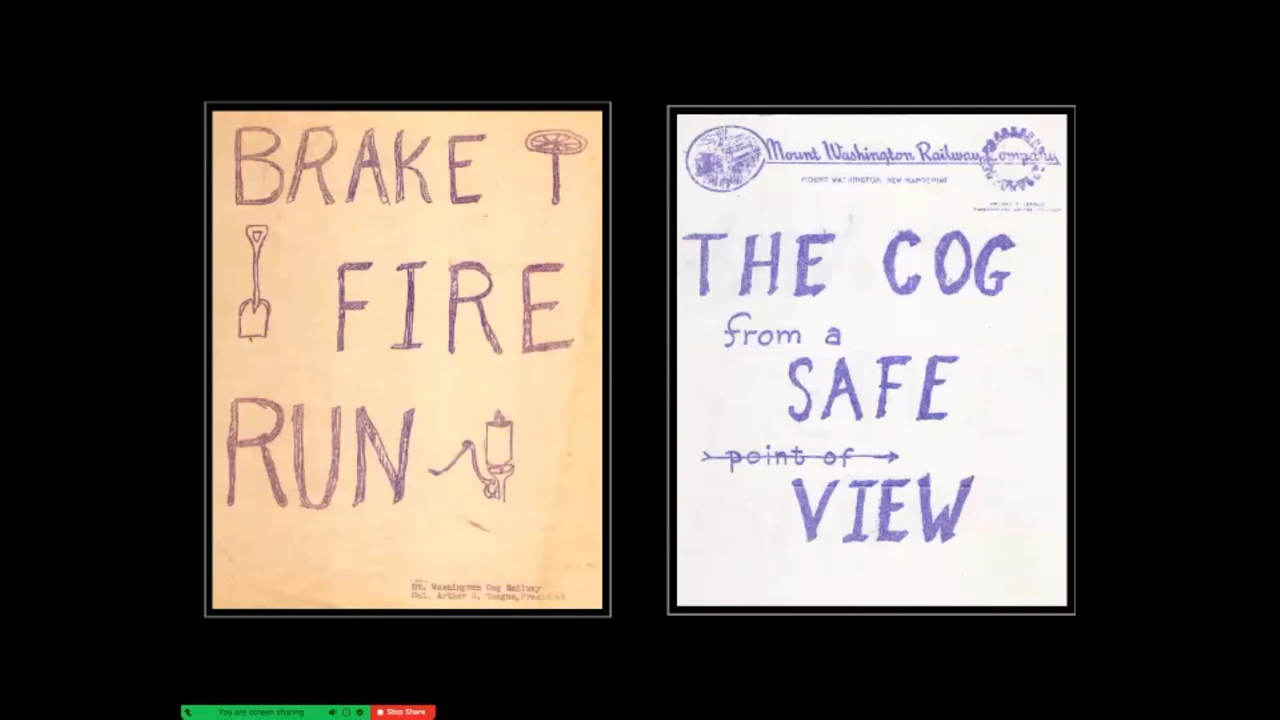 BRAKE
FIRE
RUN
Mt. Washington Cog Railway
Col. Arthur S. Teague, President
Mount Washington Railway Company
MOUNT WASHINGTON, NEW HAMPSHIRE
THE COG
from a
SAFE
point of
VIEW
You are screen sharing
Stop Share